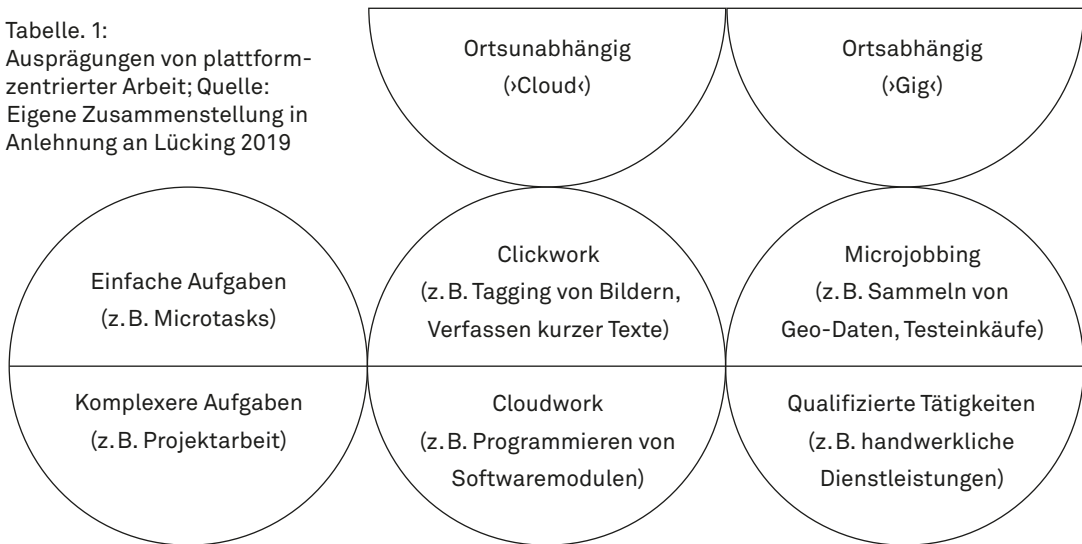 Tabelle. 1:
Ausprägungen von plattform-
zentrierter Arbeit; Quelle:
Eigene Zusammenstellung in
Anlehnung an Lücking 2019
Ortsunabhängig
(›Cloud‹)
Ortsabhängig
(›Gig‹)
Einfache Aufgaben
(z. B. Microtasks)
Clickwork
(z. B. Tagging von Bildern,
Verfassen kurzer Texte)
Microjobbing
(z. B. Sammeln von
Geo-Daten, Testeinkäufe)
Komplexere Aufgaben
(z. B. Projektarbeit)
Cloudwork
(z. B. Programmieren von
Softwaremodulen)
Qualifizierte Tätigkeiten
(z. B. handwerkliche
Dienstleistungen)